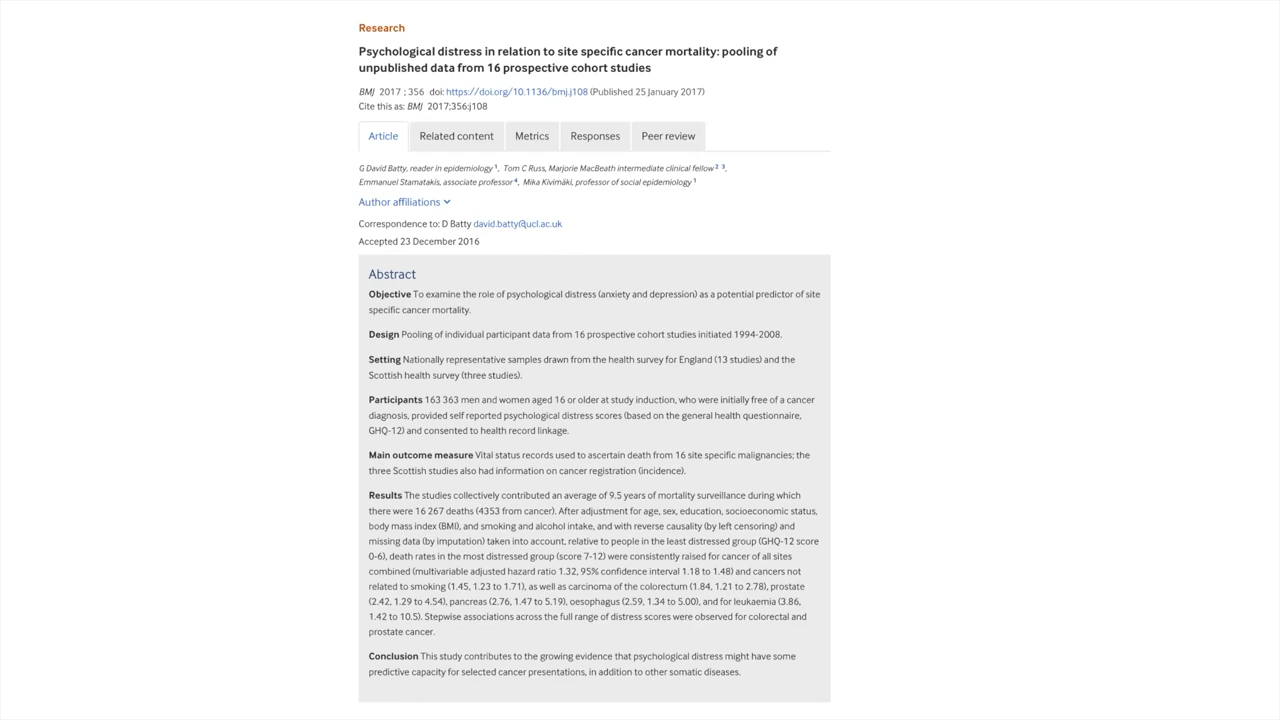 Research
Psychological distress in relation to site specific cancer mortality: pooling of
unpublished data from 16 prospective cohort studies
BMJ 2017 ; 356 doi: https://doi.org/10.1136/bmj.j108 (Published 25 January 2017)
Cite this as: BMJ 2017;356:j108
Article Related content Metrics Responses Peer review
G David Batty, reader in epidemiology 1, Tom C Russ, Marjorie MacBeath intermediate clinical fellow 2 3,
Emmanuel Stamatakis, associate professor 4, Mika Kivimäki, professor of social epidemiology 1
Author affiliations
Correspondence to: D Batty david.batty@ucl.ac.uk
Accepted 23 December 2016
Abstract
Objective To examine the role of psychological distress (anxiety and depression) as a potential predictor of site
specific cancer mortality.
Design Pooling of individual participant data from 16 prospective cohort studies initiated 1994-2008.
Setting Nationally representative samples drawn from the health survey for England (13 studies) and the
Scottish health survey (three studies).
Participants 163 363 men and women aged 16 or older at study induction, who were initially free of a cancer
diagnosis, provided self reported psychological distress scores (based on the general health questionnaire,
GHQ-12) and consented to health record linkage.
Main outcome measure Vital status records used to ascertain death from 16 site specific malignancies; the
three Scottish studies also had information on cancer registration (incidence).
Results The studies collectively contributed an average of 9.5 years of mortality surveillance during which
there were 16 267 deaths (4353 from cancer). After adjustment for age, sex, education, socioeconomic status,
body mass index (BMI), and smoking and alcohol intake, and with reverse causality (by left censoring) and
missing data (by imputation) taken into account, relative to people in the least distressed group (GHQ-12 score
0-6), death rates in the most distressed group (score 7-12) were consistently raised for cancer of all sites
combined (multivariable adjusted hazard ratio 1.32, 95% confidence interval 1.18 to 1.48) and cancers not
related to smoking (1.45, 1.23 to 1.71), as well as carcinoma of the colorectum (1.84, 1.21 to 2.78), prostate
(2.42, 1.29 to 4.54), pancreas (2.76, 1.47 to 5.19), oesophagus (2.59, 1.34 to 5.00), and for leukaemia (3.86,
1.42 to 10.5). Stepwise associations across the full range of distress scores were observed for colorectal and
prostate cancer.
Conclusion This study contributes to the growing evidence that psychological distress might have some
predictive capacity for selected cancer presentations, in addition to other somatic diseases.